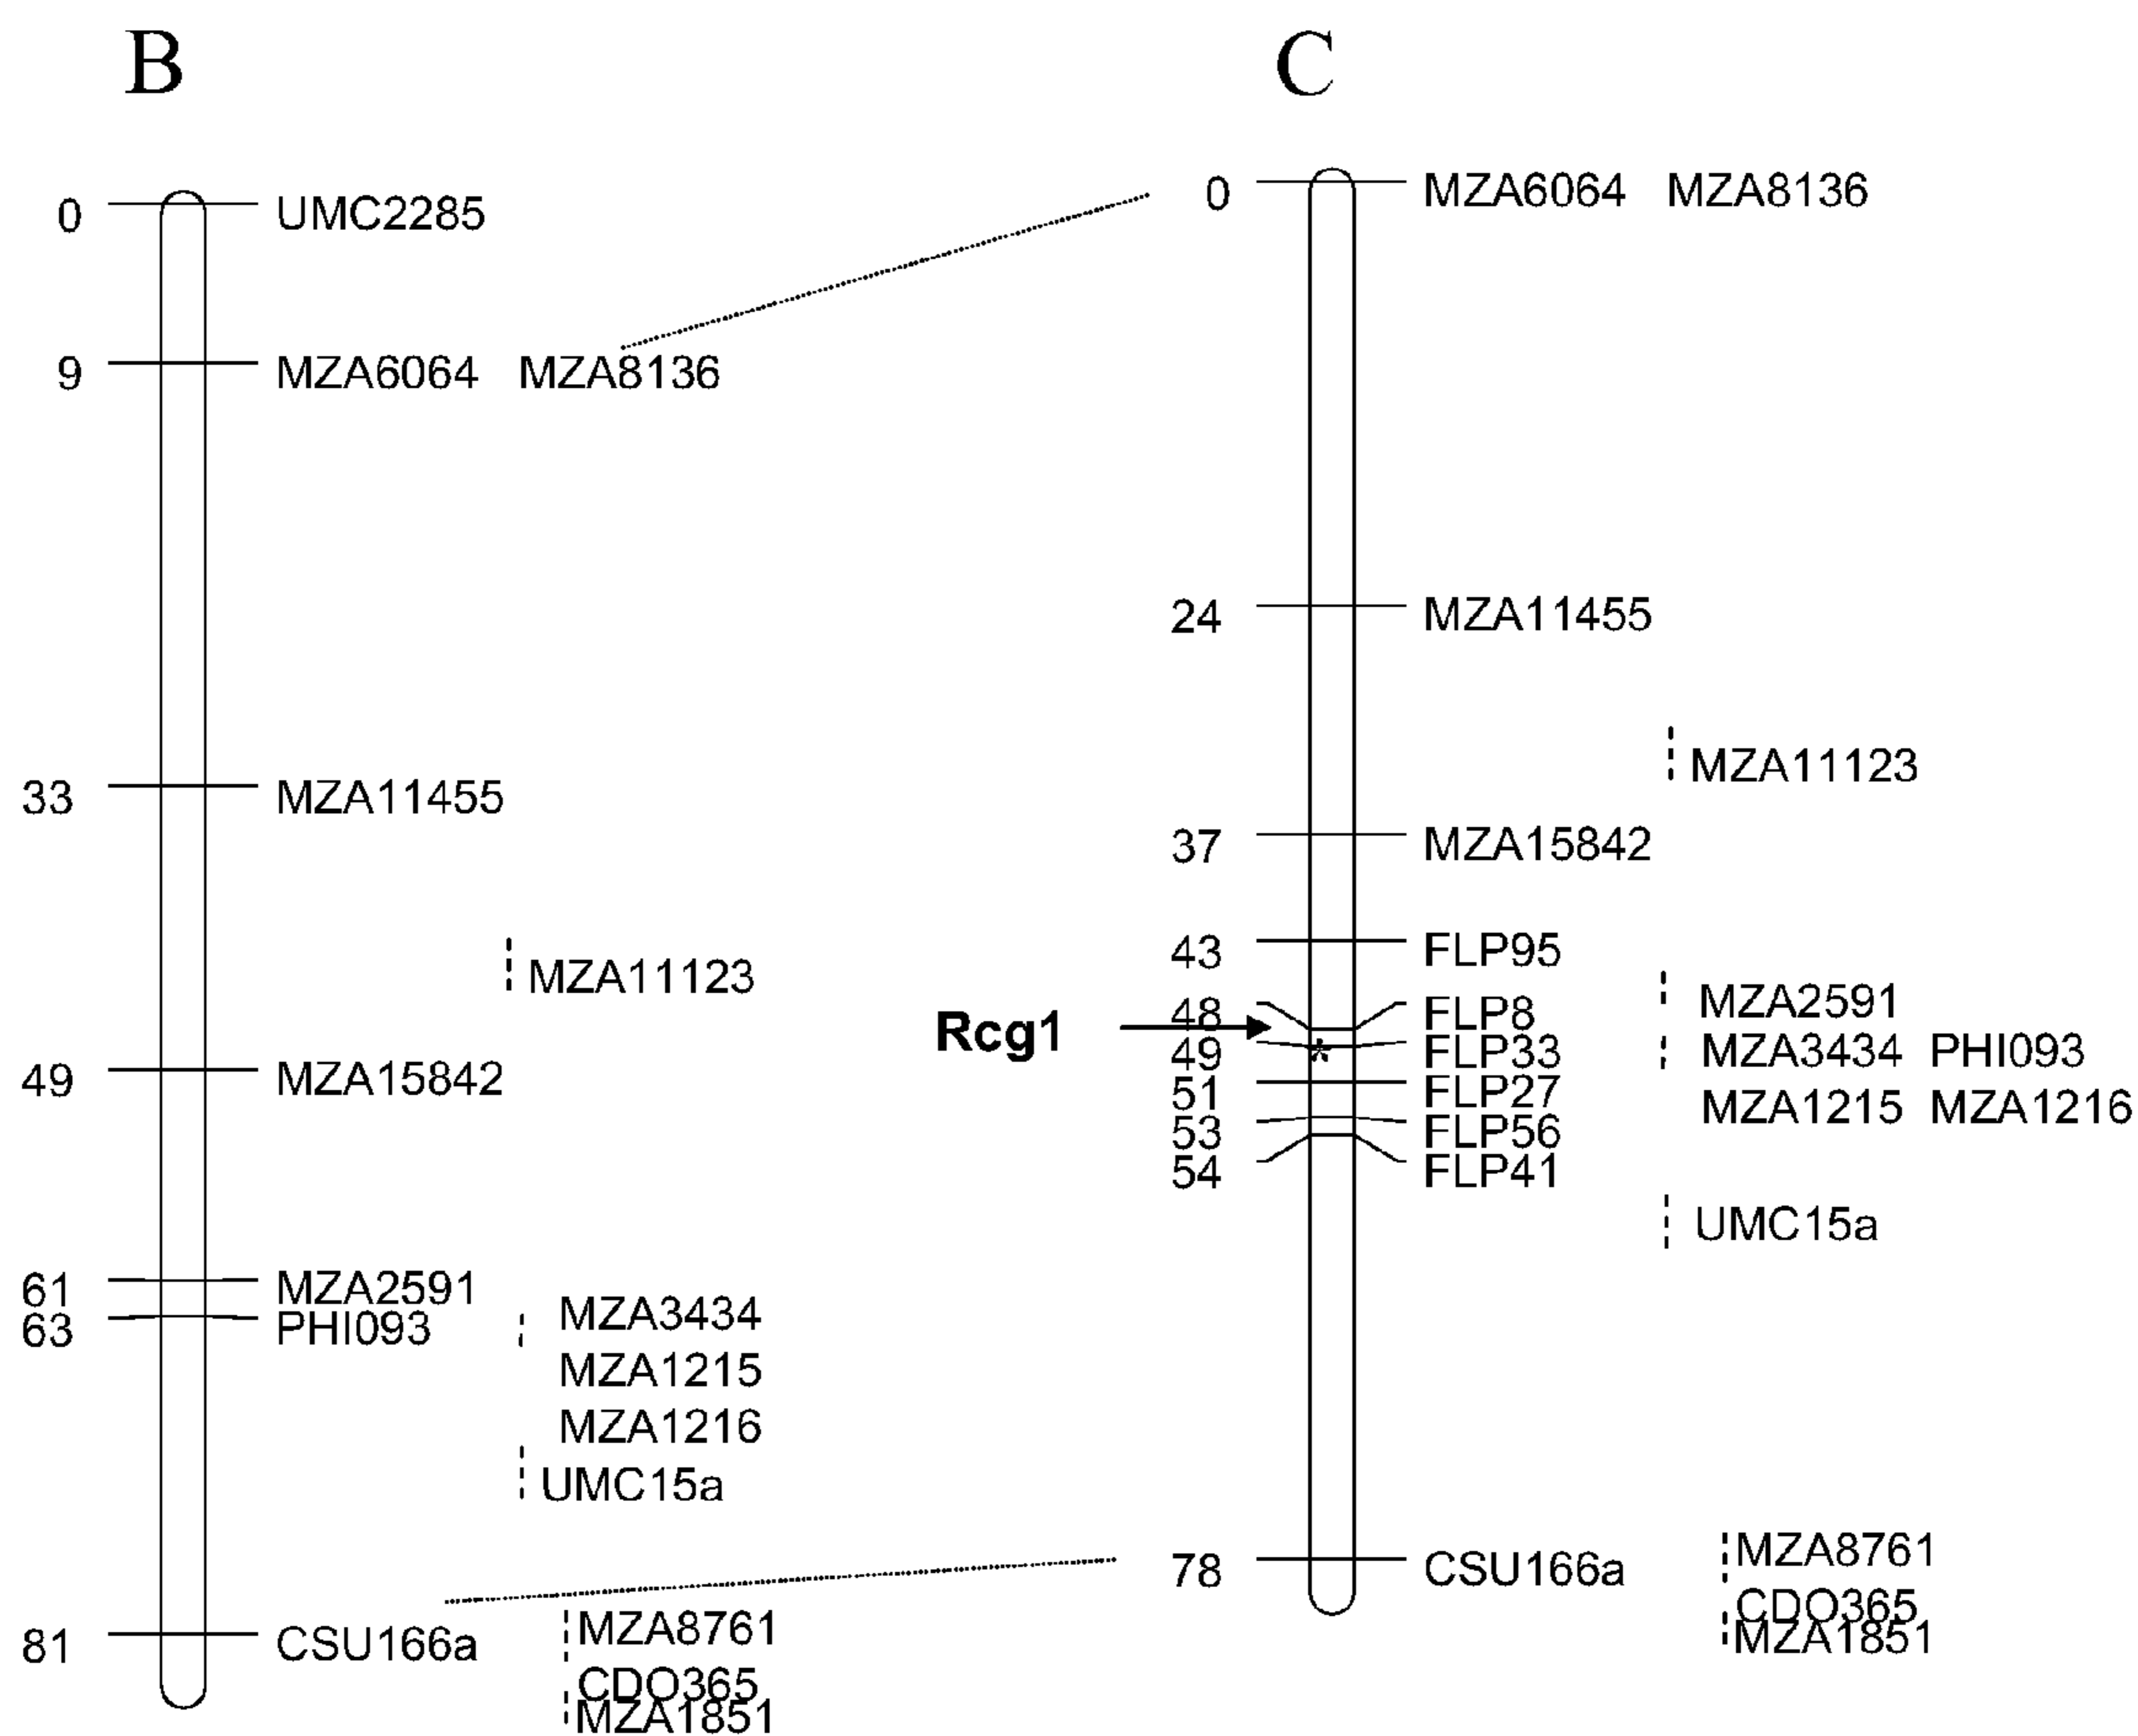 B
0 UMC2285
9 MZA6064 MZA8136
33 MZA11455
MZA11123
49 MZA15842
61 MZA2591
63 PHI093
MZA3434
MZA1215
MZA1216
UMC15a
81 CSU166a
MZA8761
CDO365
MZA1851
C
0 MZA6064 MZA8136
24 MZA11455
MZA11123
37 MZA15842
43 FLP95
48 FLP8
Rcg1
*
49 FLP33
51 FLP27
53 FLP56
54 FLP41
MZA2591
MZA3434 PHI093
MZA1215 MZA1216
UMC15a
78 CSU166a
MZA8761
CDO365
MZA1851